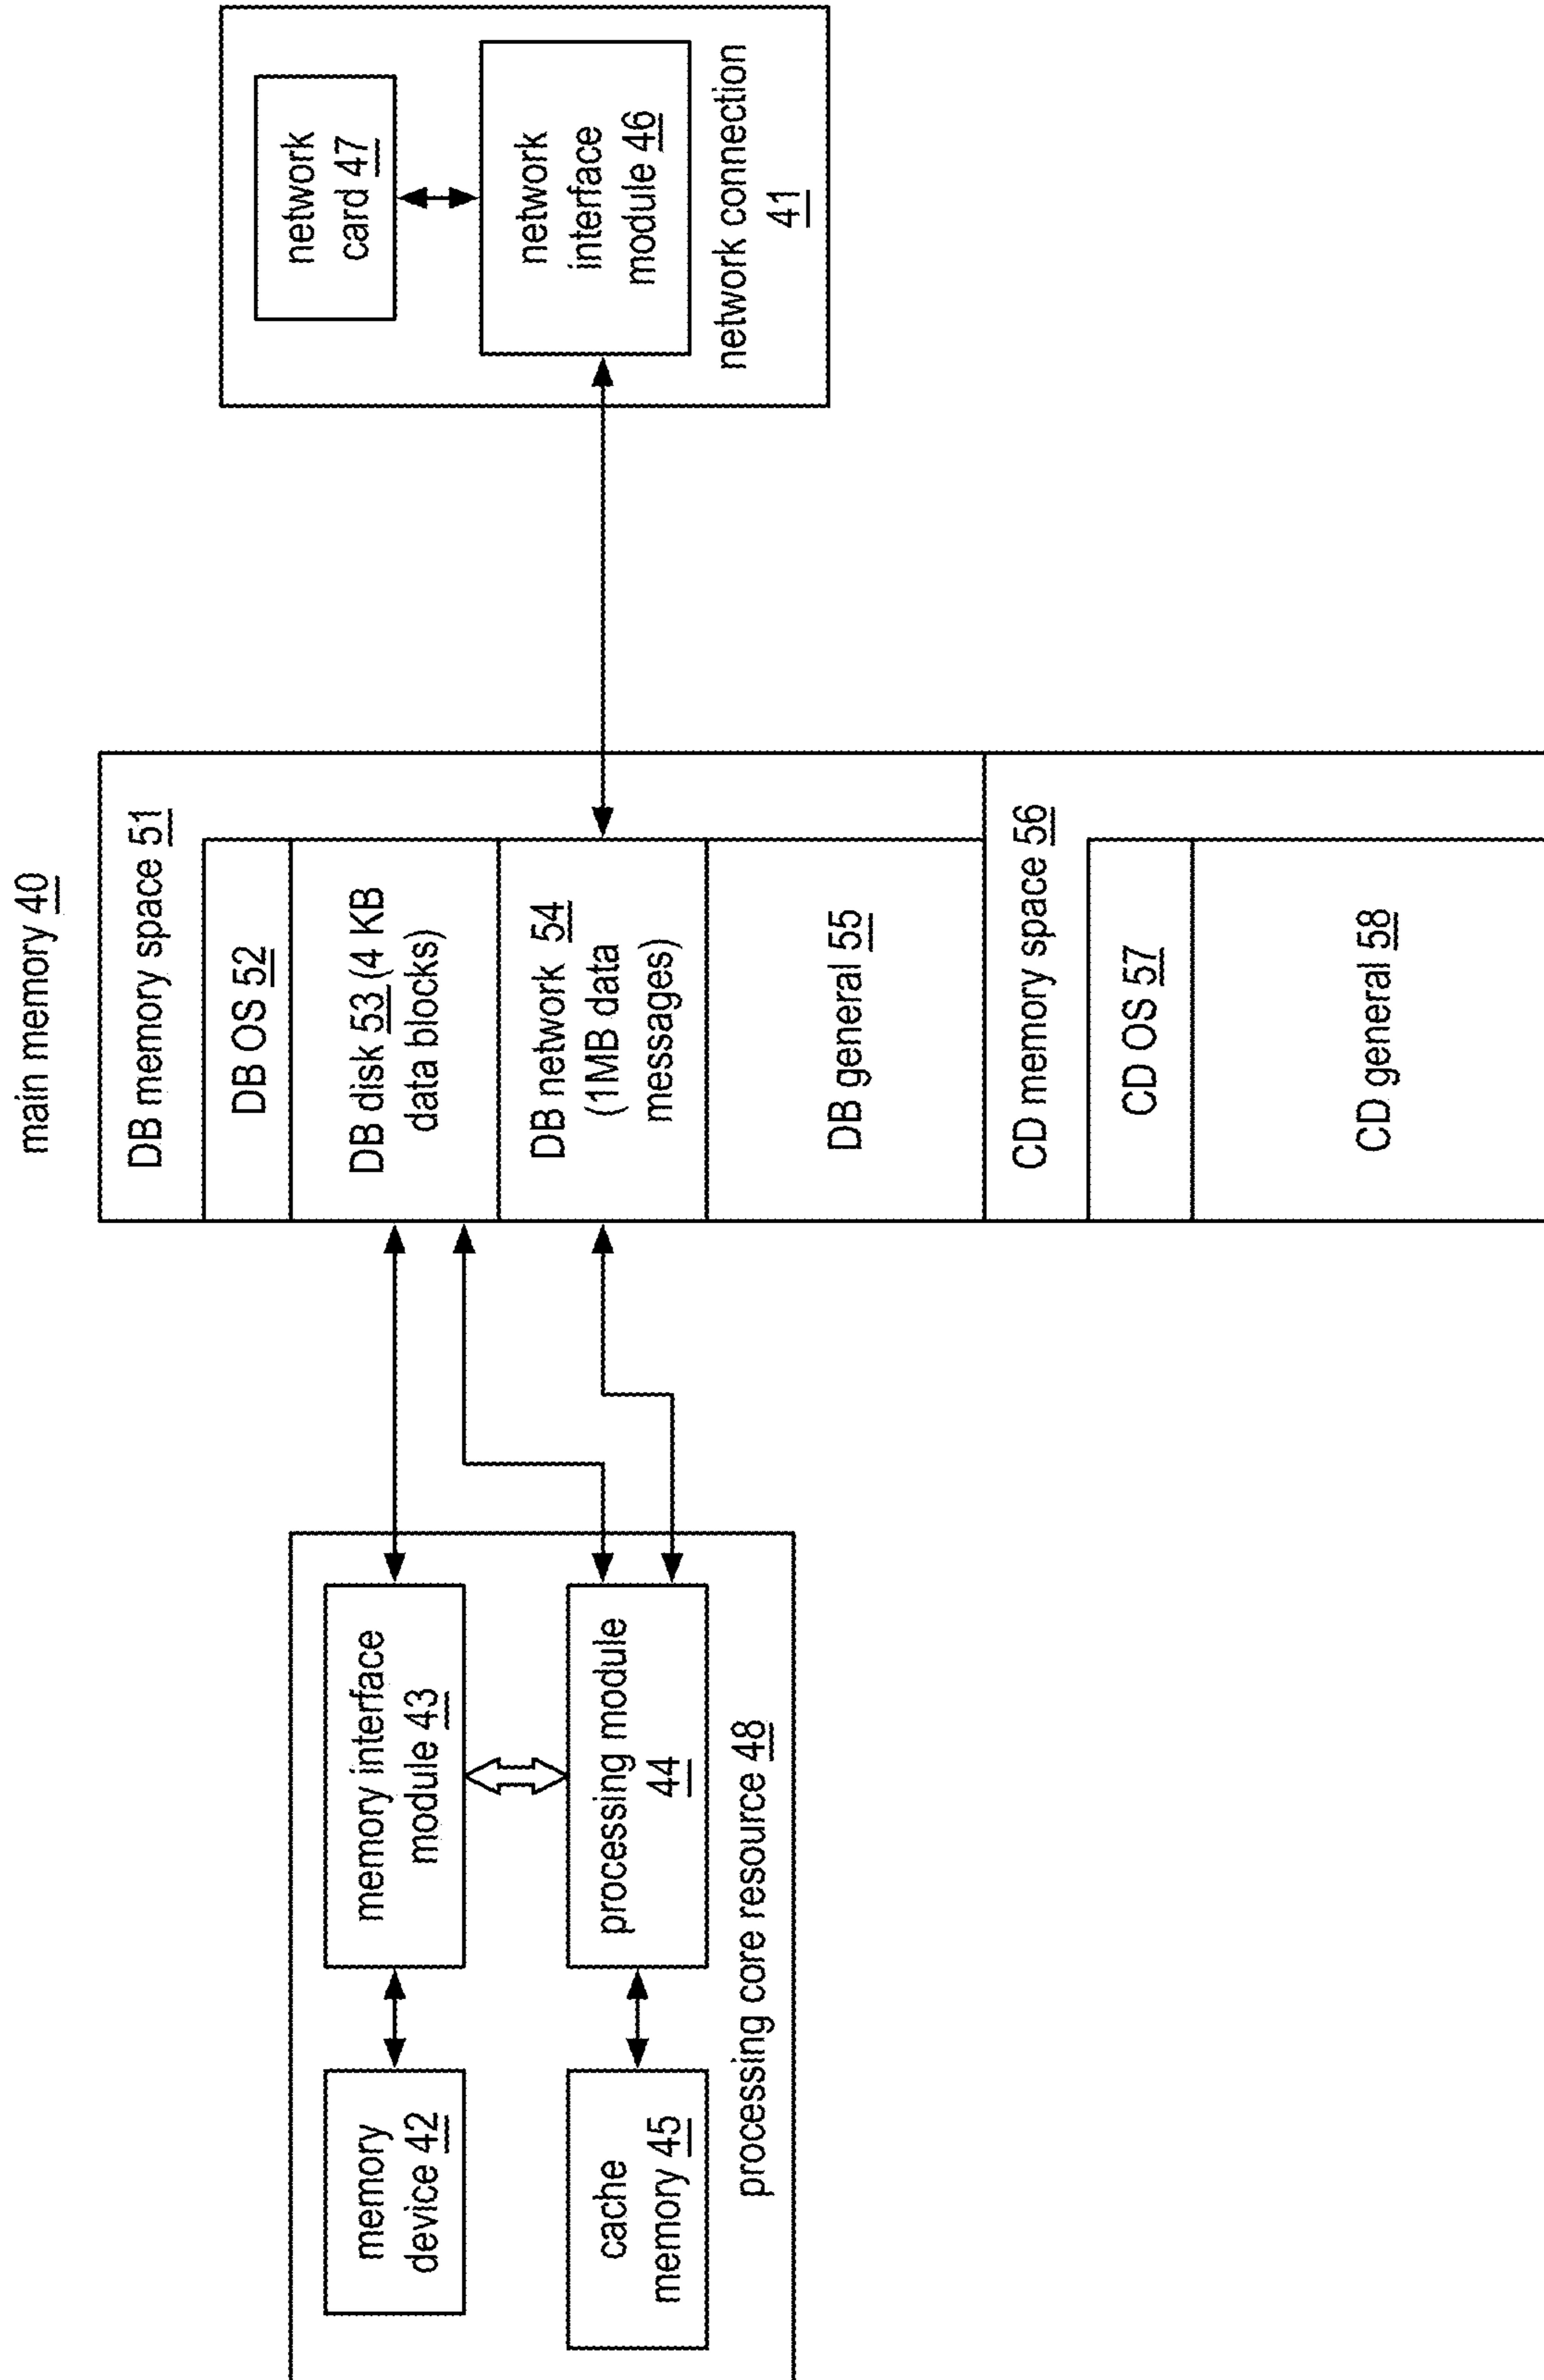 main memory 40
DB memory space 51
DB OS 52
DB disk 53 (4 KB
data blocks)
DB network 54
(1MB data
messages)
DB general 55
CD memory space 56
CD OS 57
CD general 58
memory
device 42
memory interface
module 43
cache
memory 45
processing module
44
processing core resource 48
network
card 47
network
interface
module 46
network connection
41